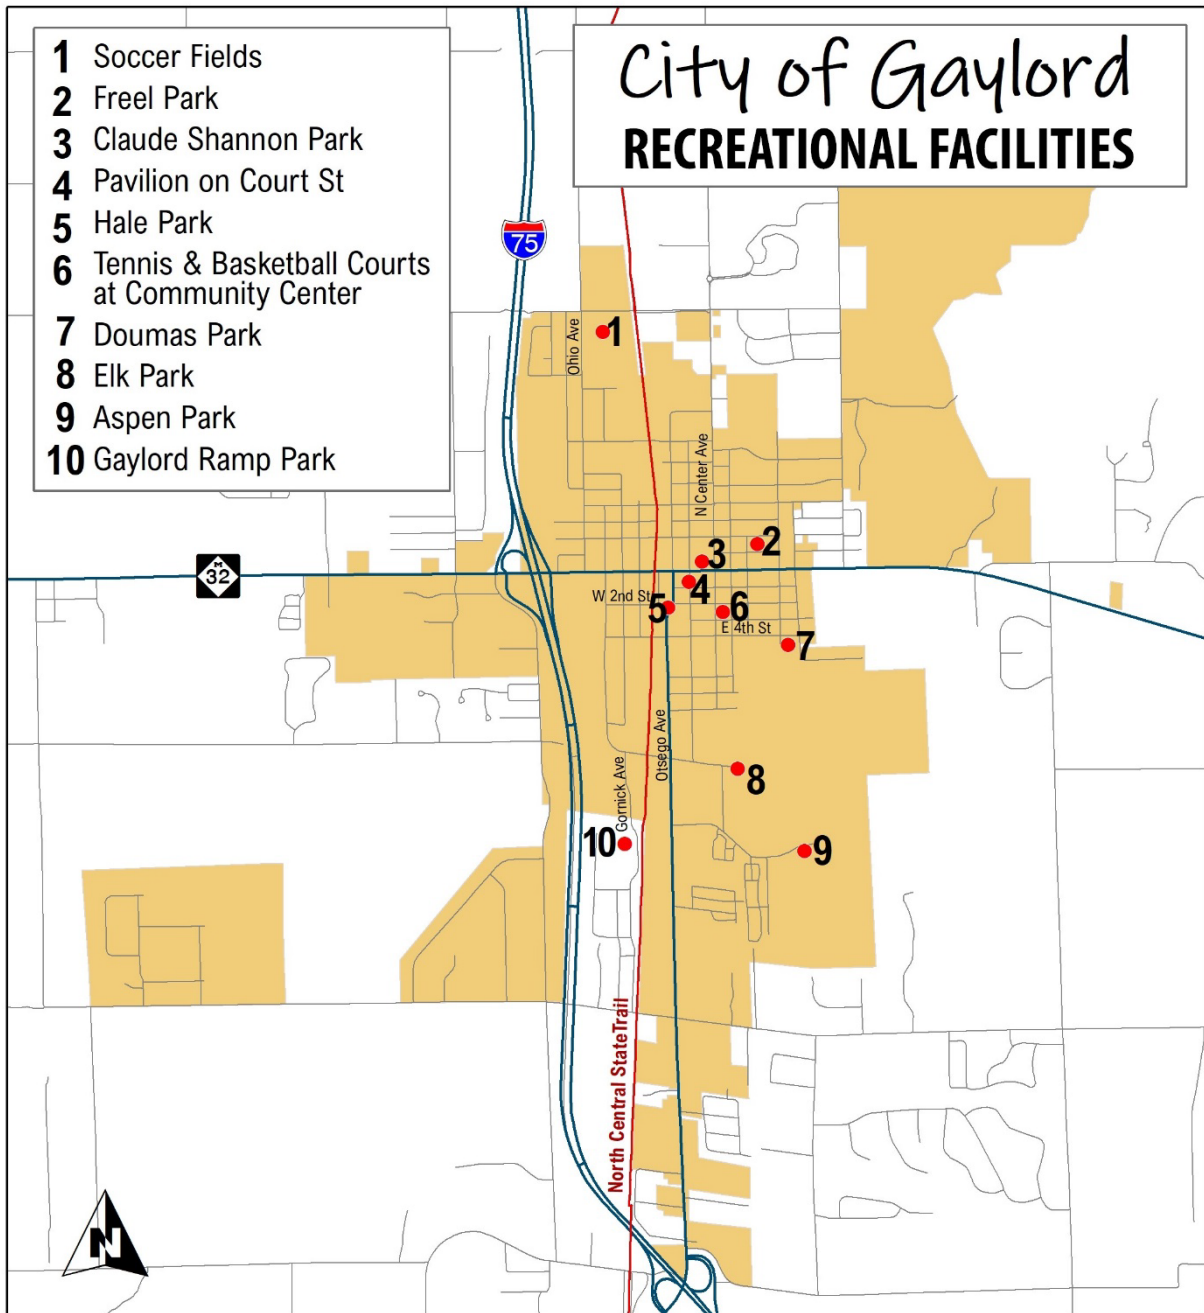 City of Gaylord
RECREATIONAL FACILITIES
1 Soccer Fields
2 Freel Park
3 Claude Shannon Park
4 Pavilion on Court St
5 Hale Park
6 Tennis & Basketball Courts
at Community Center
7 Doumas Park
8 Elk Park
9 Aspen Park
10 Gaylord Ramp Park
75
Ohio Ave
1
N Center Ave
2
3
M
32
4
W 2nd St
5
6
E 4th St
7
Otsego Ave
8
Gornick Ave
10
9
North Central State Trail
N